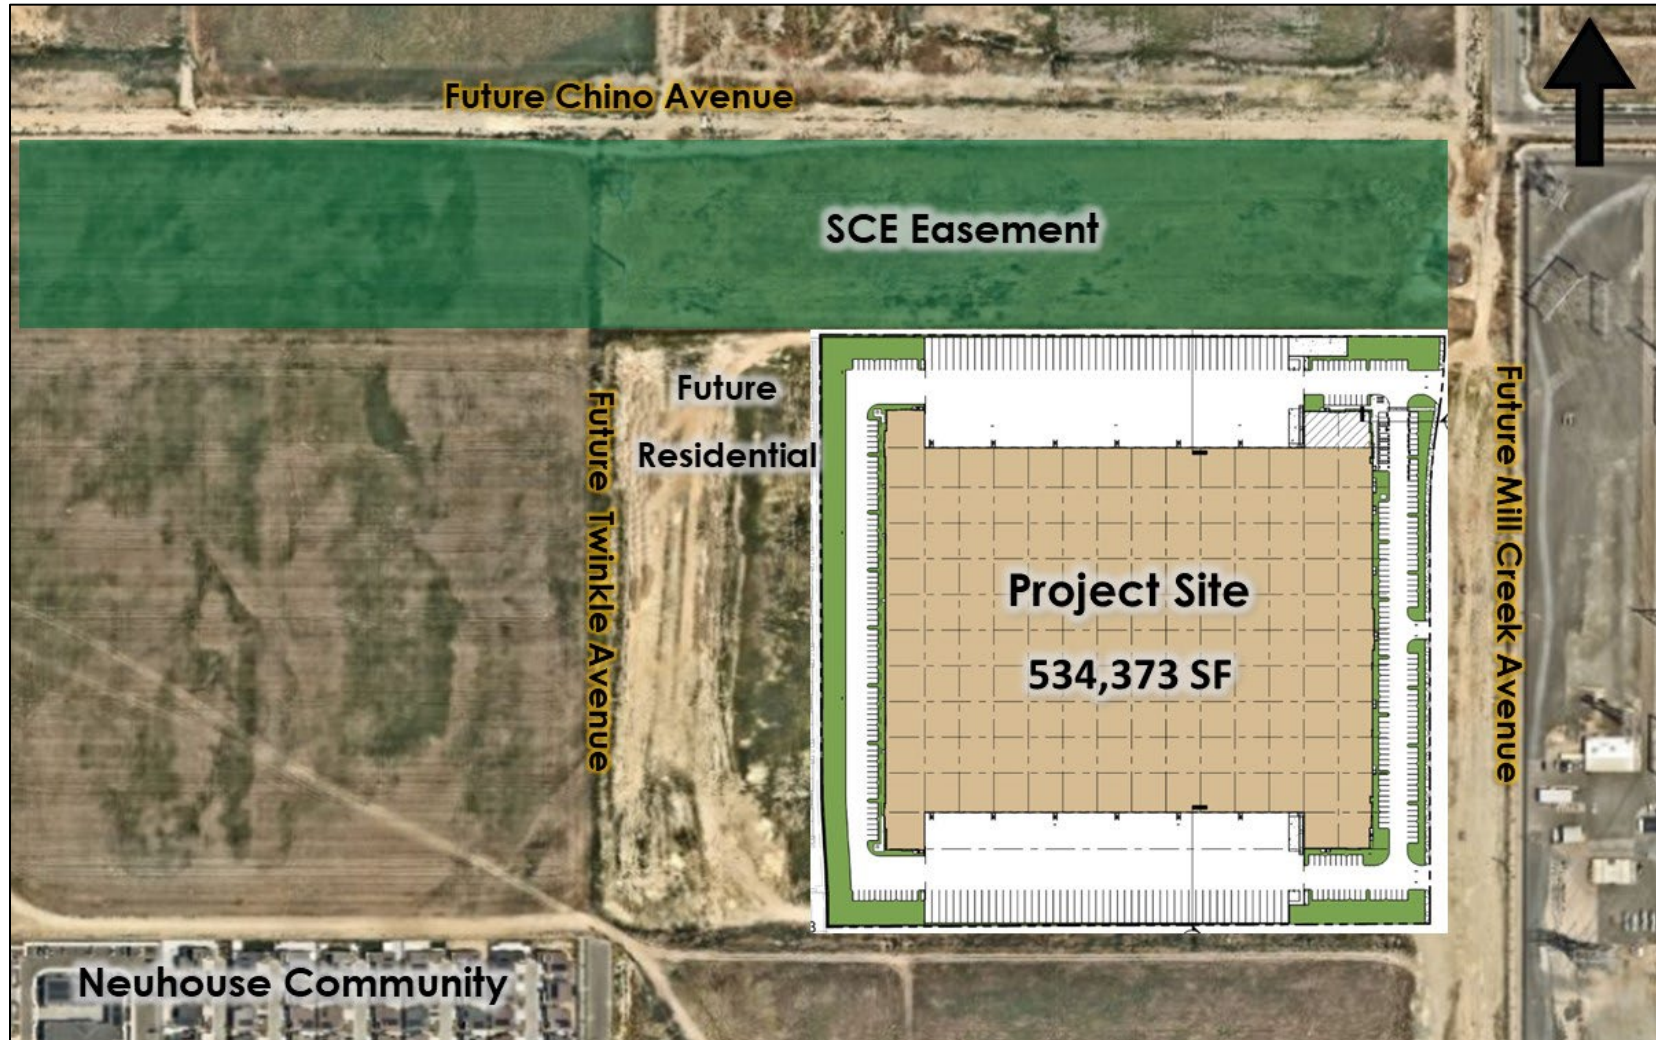 Future Chino Avenue
SCE Easement
Future
Residential
Future Twinkle Avenue
Future Mill Creek Avenue
Project Site
534,373 SF
Neuhouse Community